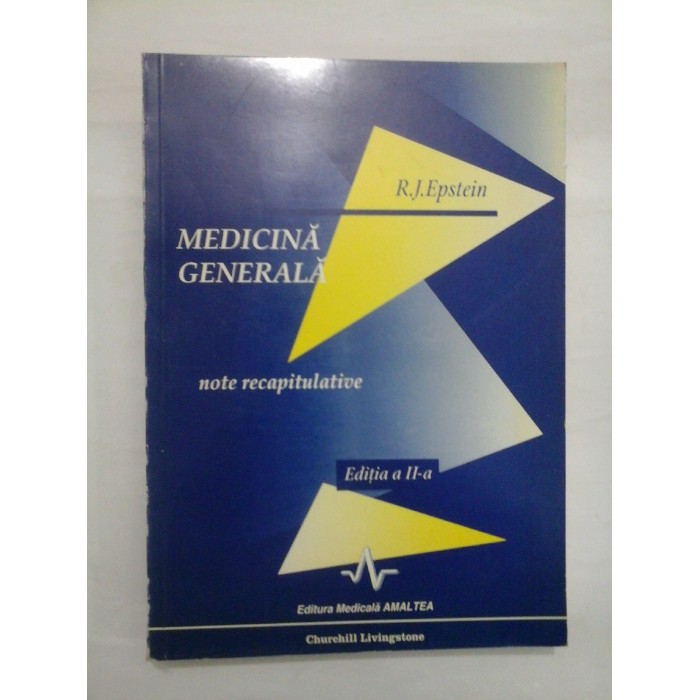 R.J.Epstein
MEDICINĂ
GENERALĂ
note recapitulative
Ediția a II-a
Editura Medicală AMALTEA
Churchill Livingstone